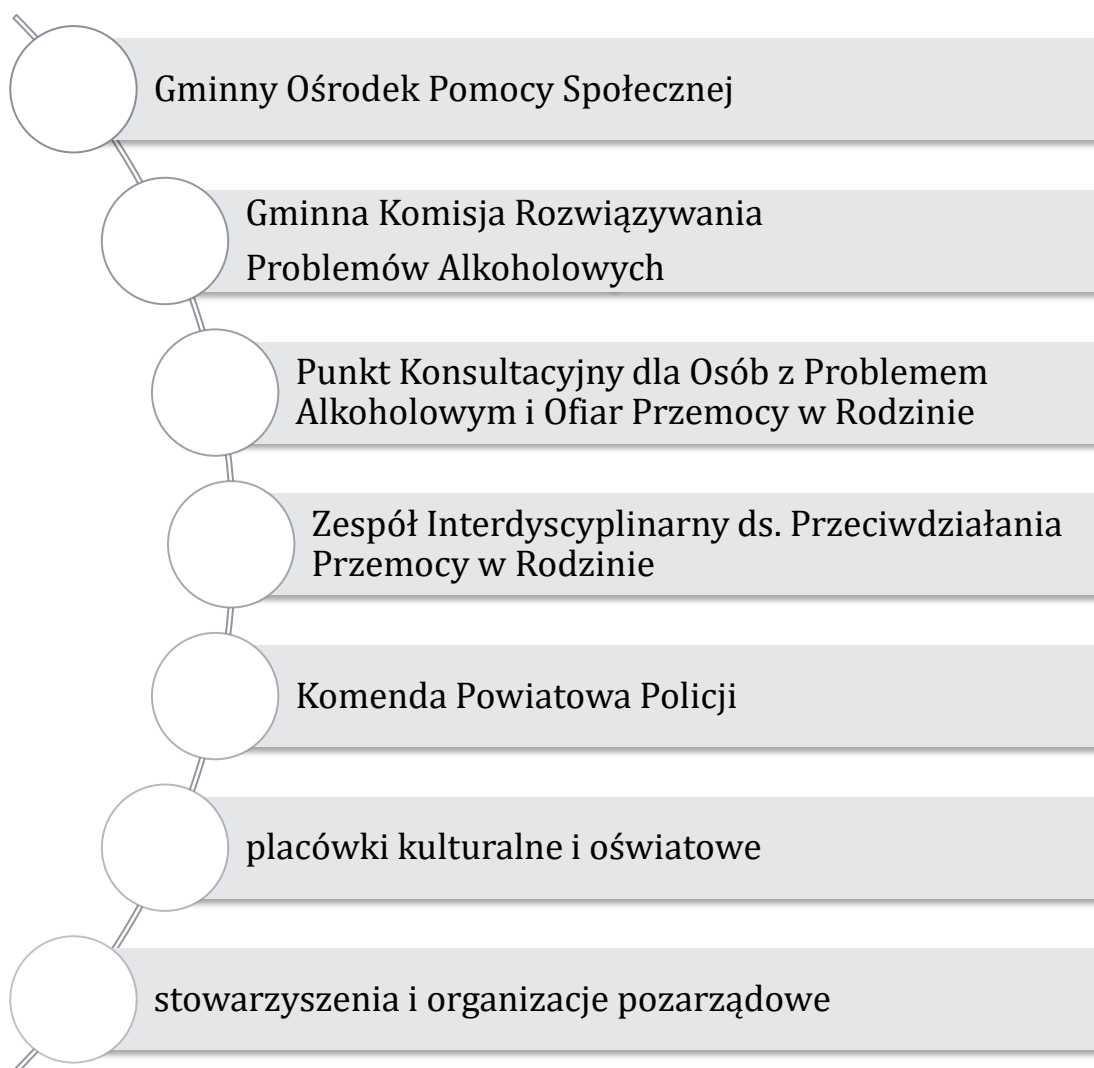 Gminny Ośrodek Pomocy Społecznej
Gminna Komisja Rozwiązywania
Problemów Alkoholowych
Punkt Konsultacyjny dla Osób z Problemem
Alkoholowym i Ofiar Przemocy w Rodzinie
Zespół Interdyscyplinarny ds. Przeciwdziałania
Przemocy w Rodzinie
Komenda Powiatowa Policji
placówki kulturalne i oświatowe
stowarzyszenia i organizacje pozarządowe